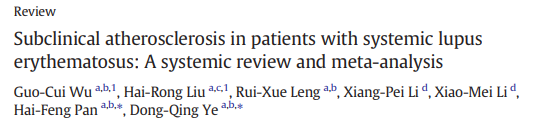 Review
Subclinical atherosclerosis in patients with systemic lupus
erythematosus: A systemic review and meta-analysis
Guo-Cui Wu a,b,1, Hai-Rong Liu a,c,1, Rui-Xue Leng a,b, Xiang-Pei Li d, Xiao-Mei Li d,
Hai-Feng Pan a,b,*, Dong-Qing Ye a,b,*